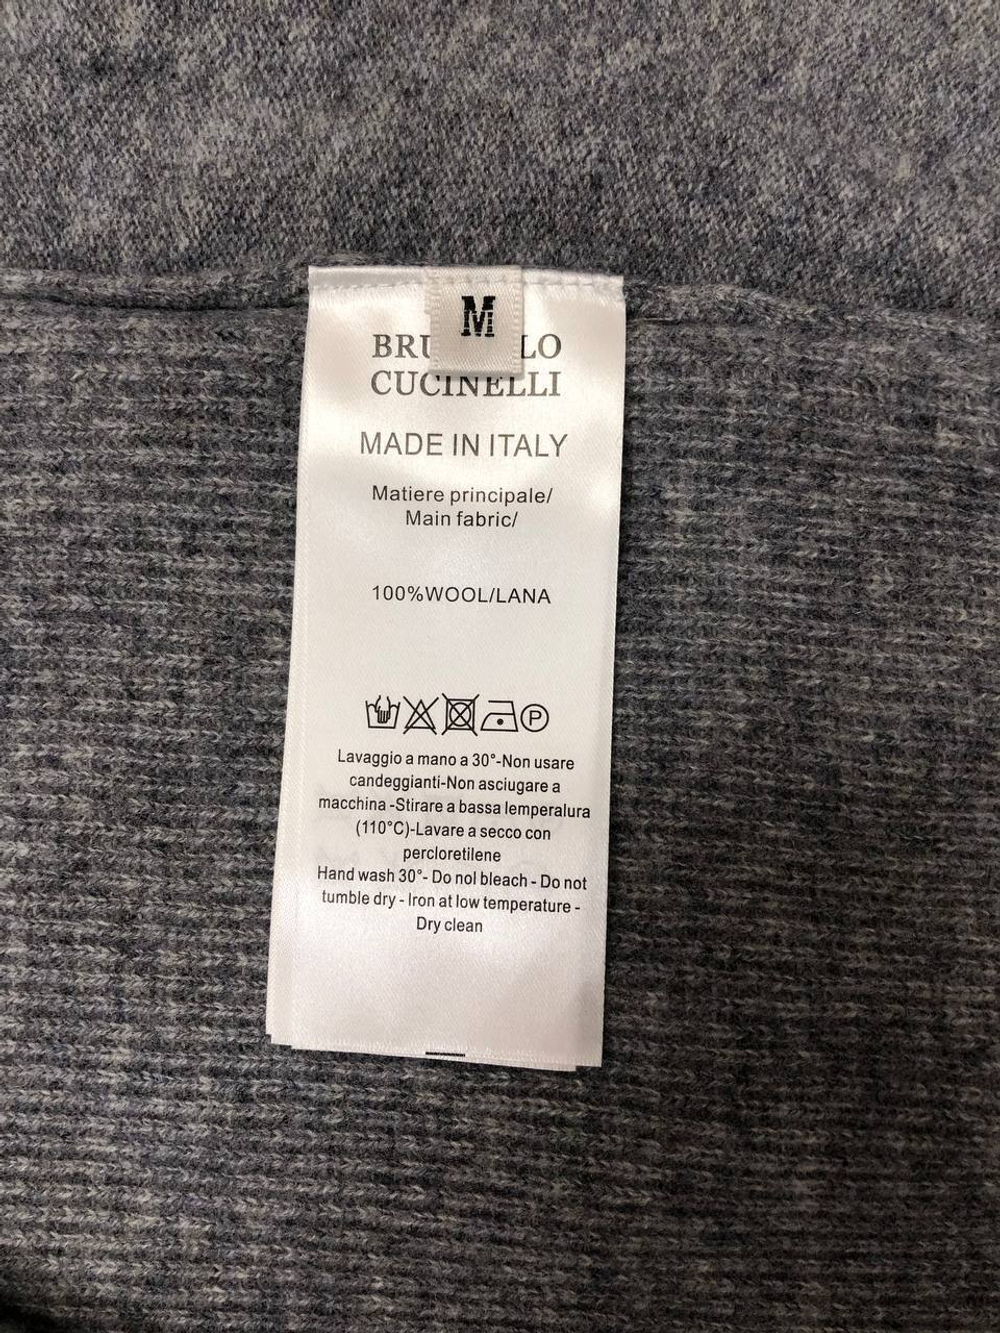 M
BRU LO
CUCINELLI
MADE IN ITALY
Matiere principale/
Main fabric/
100%WOOL/LANA
P
Lavaggio a mano a 30°-Non usare
candeggianti-Non asciugare a
macchina -Stirare a bassa lemperalura
(110°C)-Lavare a secco con
percloretilene
Hand wash 30°- Do nol bleach - Do not
tumble dry - Iron at low temperature -
Dry clean